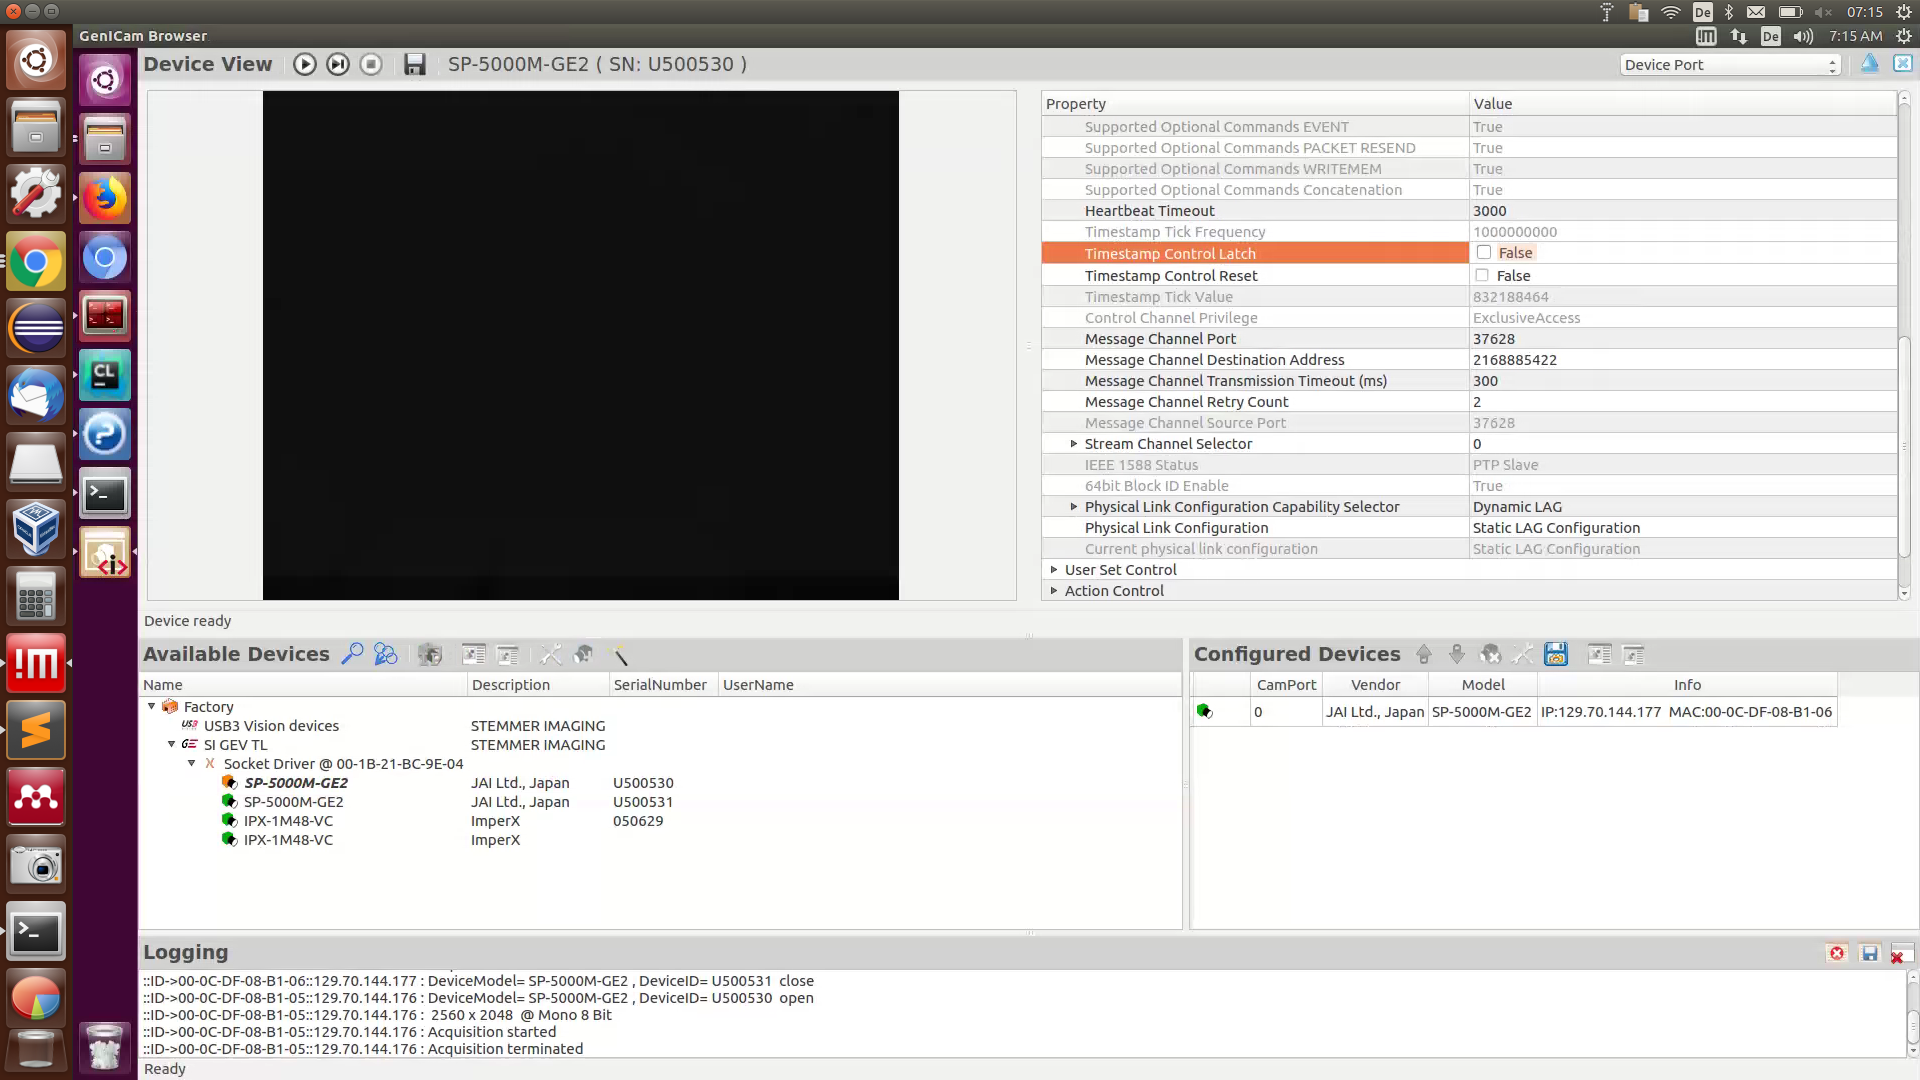 De 07:15
GenICam Browser
!M De 7:15 AM
Device View SP-5000M-GE2 ( SN: U500530 ) Device Port
Property Value
Supported Optional Commands EVENT True
Supported Optional Commands PACKET RESEND True
Supported Optional Commands WRITEMEM True
Supported Optional Commands Concatenation True
Heartbeat Timeout 3000
Timestamp Tick Frequency 1000000000
Timestamp Control Latch False
Timestamp Control Reset False
Timestamp Tick Value 832188464
Control Channel Privilege ExclusiveAccess
Message Channel Port 37628
Message Channel Destination Address 2168885422
Message Channel Transmission Timeout (ms) 300
Message Channel Retry Count 2
Message Channel Source Port 37628
Stream Channel Selector 0
IEEE 1588 Status PTP Slave
64bit Block ID Enable True
Physical Link Configuration Capability Selector Dynamic LAG
Physical Link Configuration Static LAG Configuration
Current physical link configuration Static LAG Configuration
User Set Control
Action Control
CL
!M
Device ready
Available Devices
Name Description SerialNumber UserName
Factory
USB USB3 Vision devices STEMMER IMAGING
GE SI GEV TL STEMMER IMAGING
Socket Driver @ 00-1B-21-BC-9E-04
SP-5000M-GE2 JAI Ltd., Japan U500530
SP-5000M-GE2 JAI Ltd., Japan U500531
IPX-1M48-VC ImperX 050629
IPX-1M48-VC ImperX
Configured Devices
CamPort Vendor Model Info
0 JAI Ltd., Japan SP-5000M-GE2 IP:129.70.144.177 MAC:00-0C-DF-08-B1-06
Logging
::ID->00-0C-DF-08-B1-06::129.70.144.177 : DeviceModel= SP-5000M-GE2 , DeviceID= U500531 close
::ID->00-0C-DF-08-B1-05::129.70.144.176 : DeviceModel= SP-5000M-GE2 , DeviceID= U500530 open
::ID->00-0C-DF-08-B1-05::129.70.144.176 : 2560 x 2048 @ Mono 8 Bit
::ID->00-0C-DF-08-B1-05::129.70.144.176 : Acquisition started
::ID->00-0C-DF-08-B1-05::129.70.144.176 : Acquisition terminated
Ready